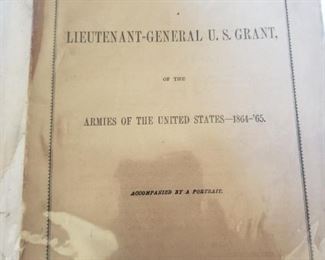 LIEUTENANT-GENERAL U. S. GRANT,
OF THE
ARMIES OF THE UNITED STATES—1864-'65.
ACCOMPANIED BY A PORTRAIT.